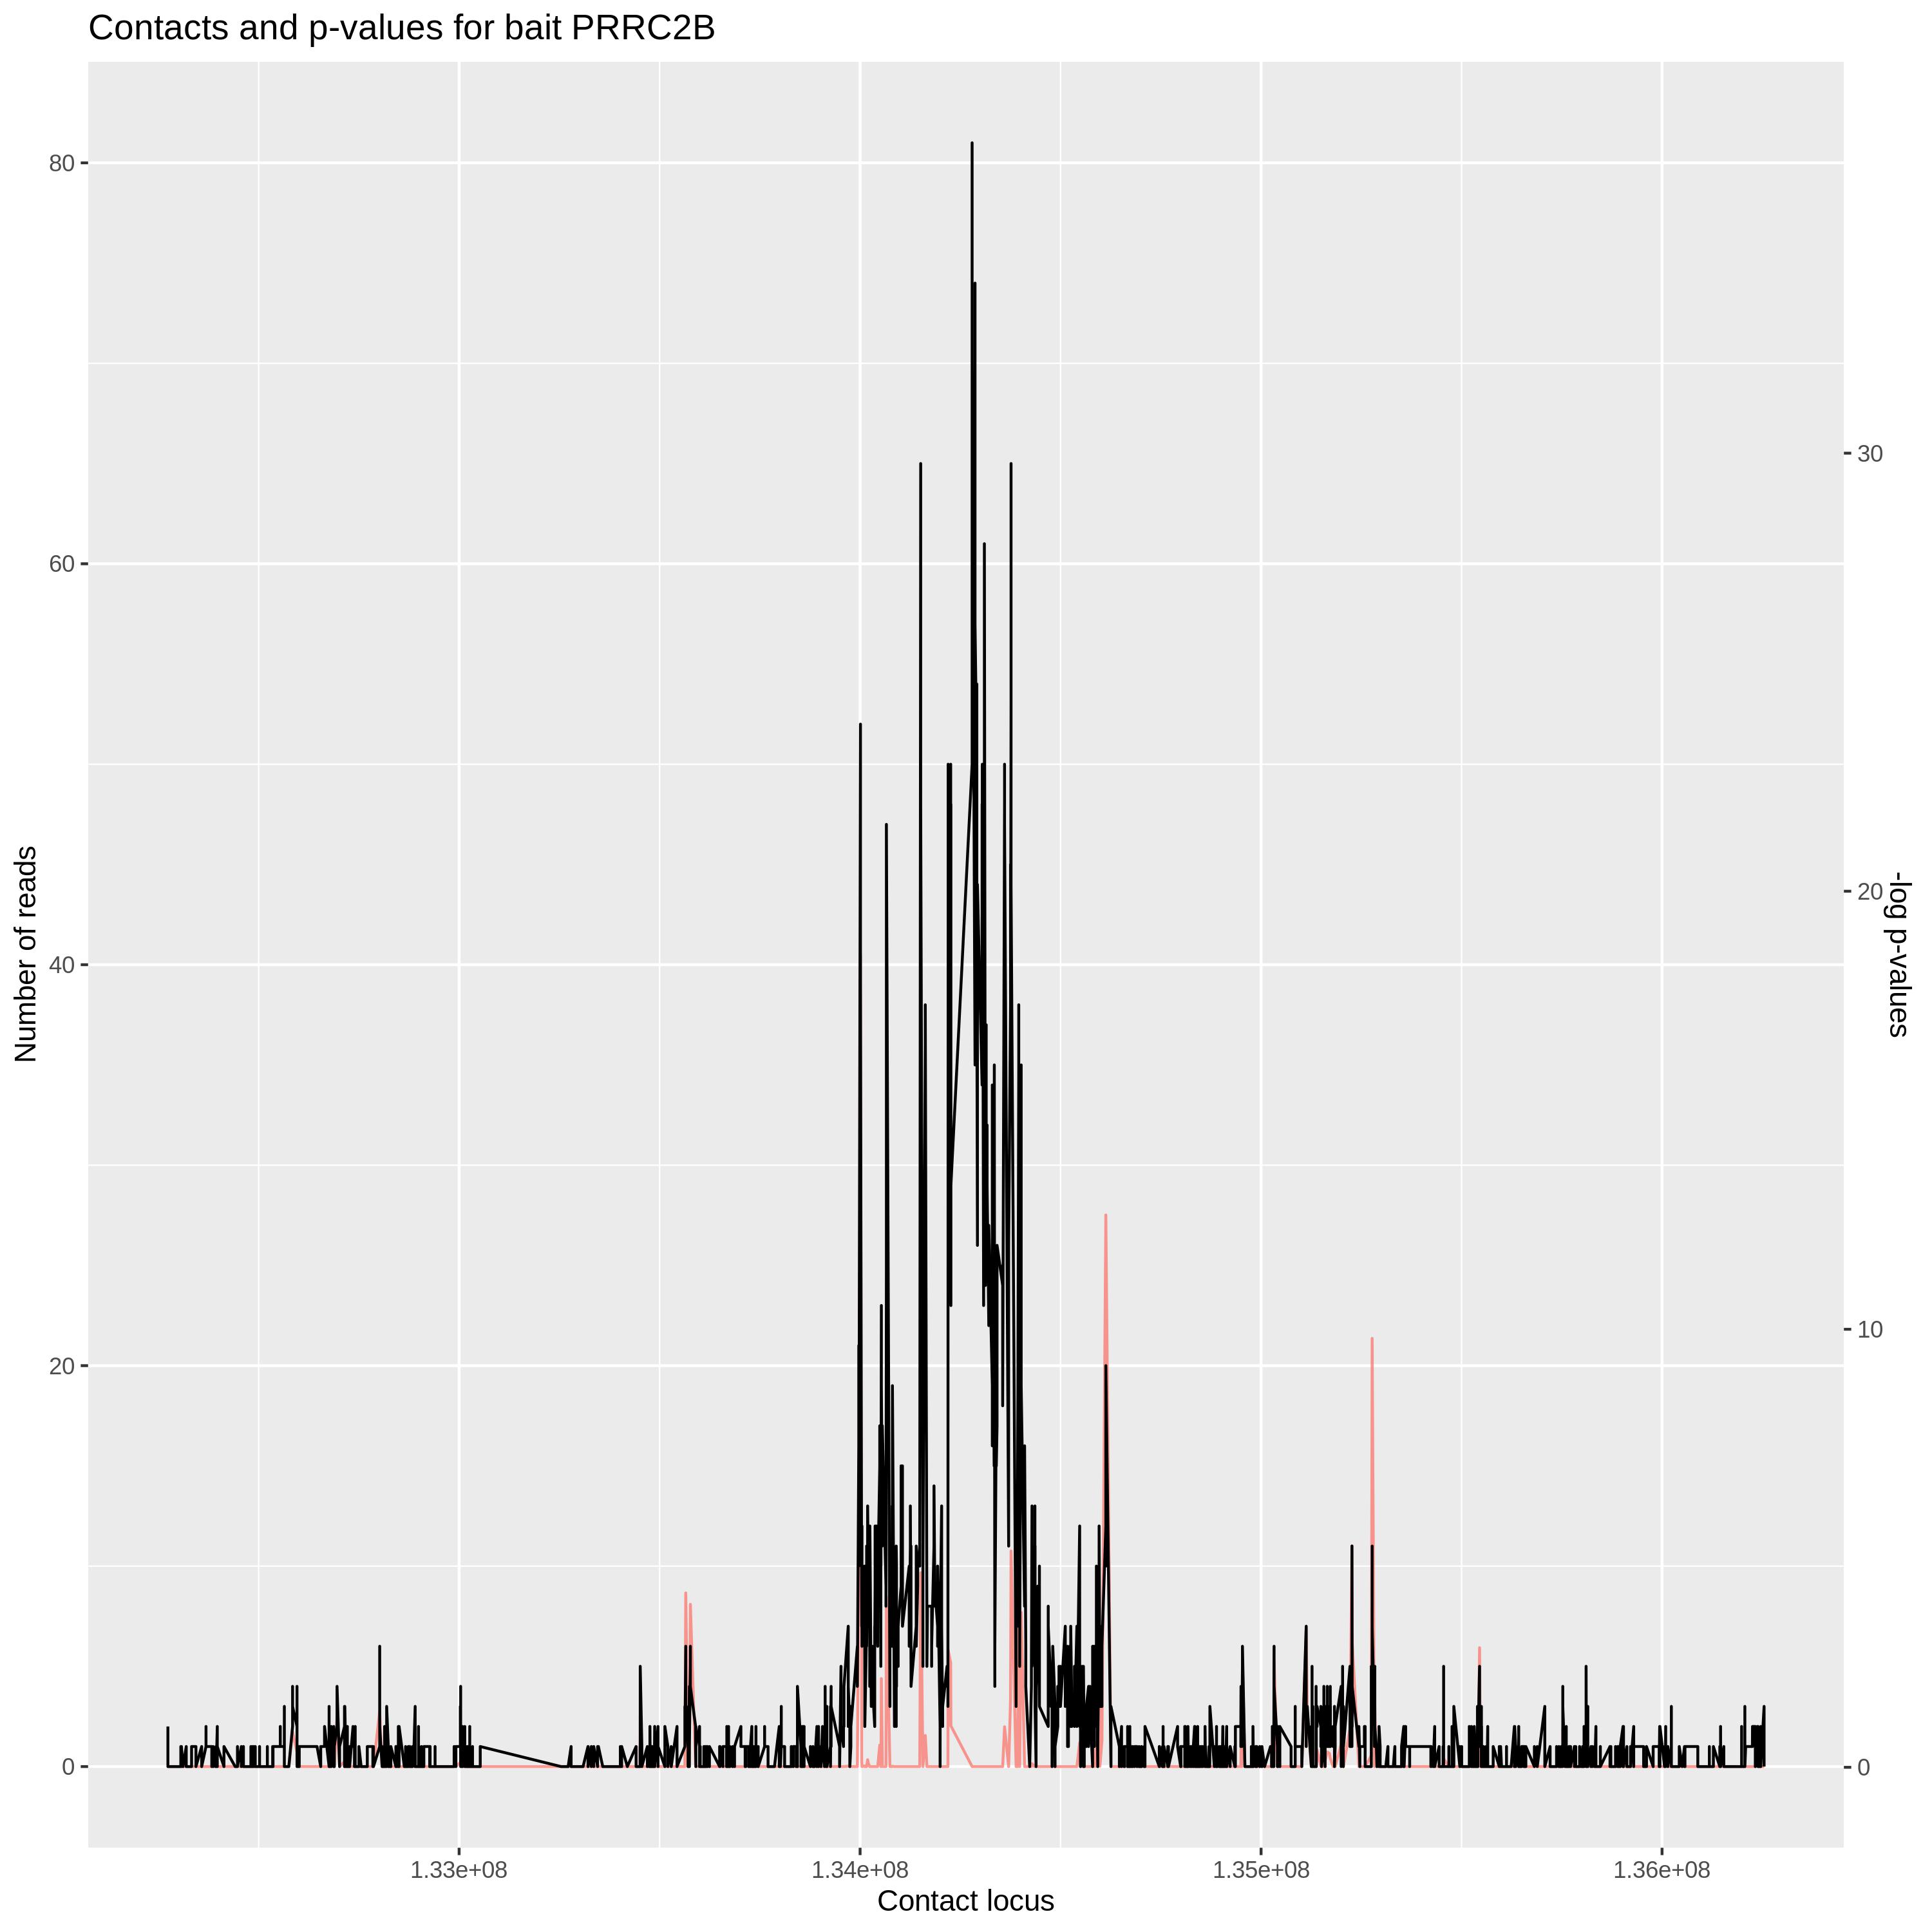 Contacts and p-values for bait PRRC2B
80
60
40
20
0
Number of reads
30
20
10
0
-log p-values
1.33e+08
1.34e+08
1.35e+08
1.36e+08
Contact locus